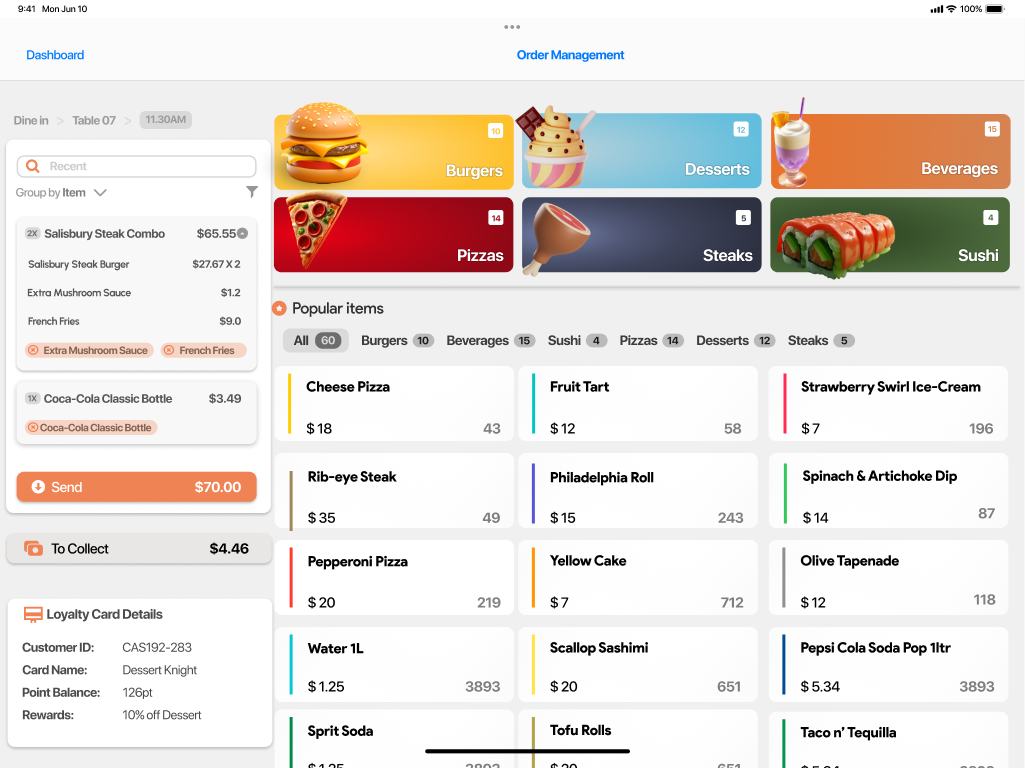 9:41 Mon Jun 10
100%
Dashboard
Order Management
Dine in > Table 07 > 11.30AM
Recent
Group by Item
2X Salisbury Steak Combo $65.55
Salisbury Steak Burger $27.67 X 2
Extra Mushroom Sauce $1.2
French Fries $9.0
Extra Mushroom Sauce French Fries
1X Coca-Cola Classic Bottle $3.49
Coca-Cola Classic Bottle
Send $70.00
To Collect $4.46
Loyalty Card Details
Customer ID: CAS192-283
Card Name: Dessert Knight
Point Balance: 126pt
Rewards: 10% off Dessert
10
Burgers
12
Desserts
15
Beverages
14
Pizzas
5
Steaks
4
Sushi
Popular items
All 60 Burgers 10 Beverages 15 Sushi 4 Pizzas 14 Desserts 12 Steaks 5
Cheese Pizza
$ 18 43
Fruit Tart
$ 12 58
Strawberry Swirl Ice-Cream
$ 7 196
Rib-eye Steak
$ 35 49
Philadelphia Roll
$ 15 243
Spinach & Artichoke Dip
$ 14 87
Pepperoni Pizza
$ 20 219
Yellow Cake
$ 7 712
Olive Tapenade
$ 12 118
Water 1L
$ 1.25 3893
Scallop Sashimi
$ 20 651
Pepsi Cola Soda Pop 1ltr
$ 5.34 3893
Sprit Soda
$ 1.25 3893
Tofu Rolls
$ 20 651
Taco n' Tequilla